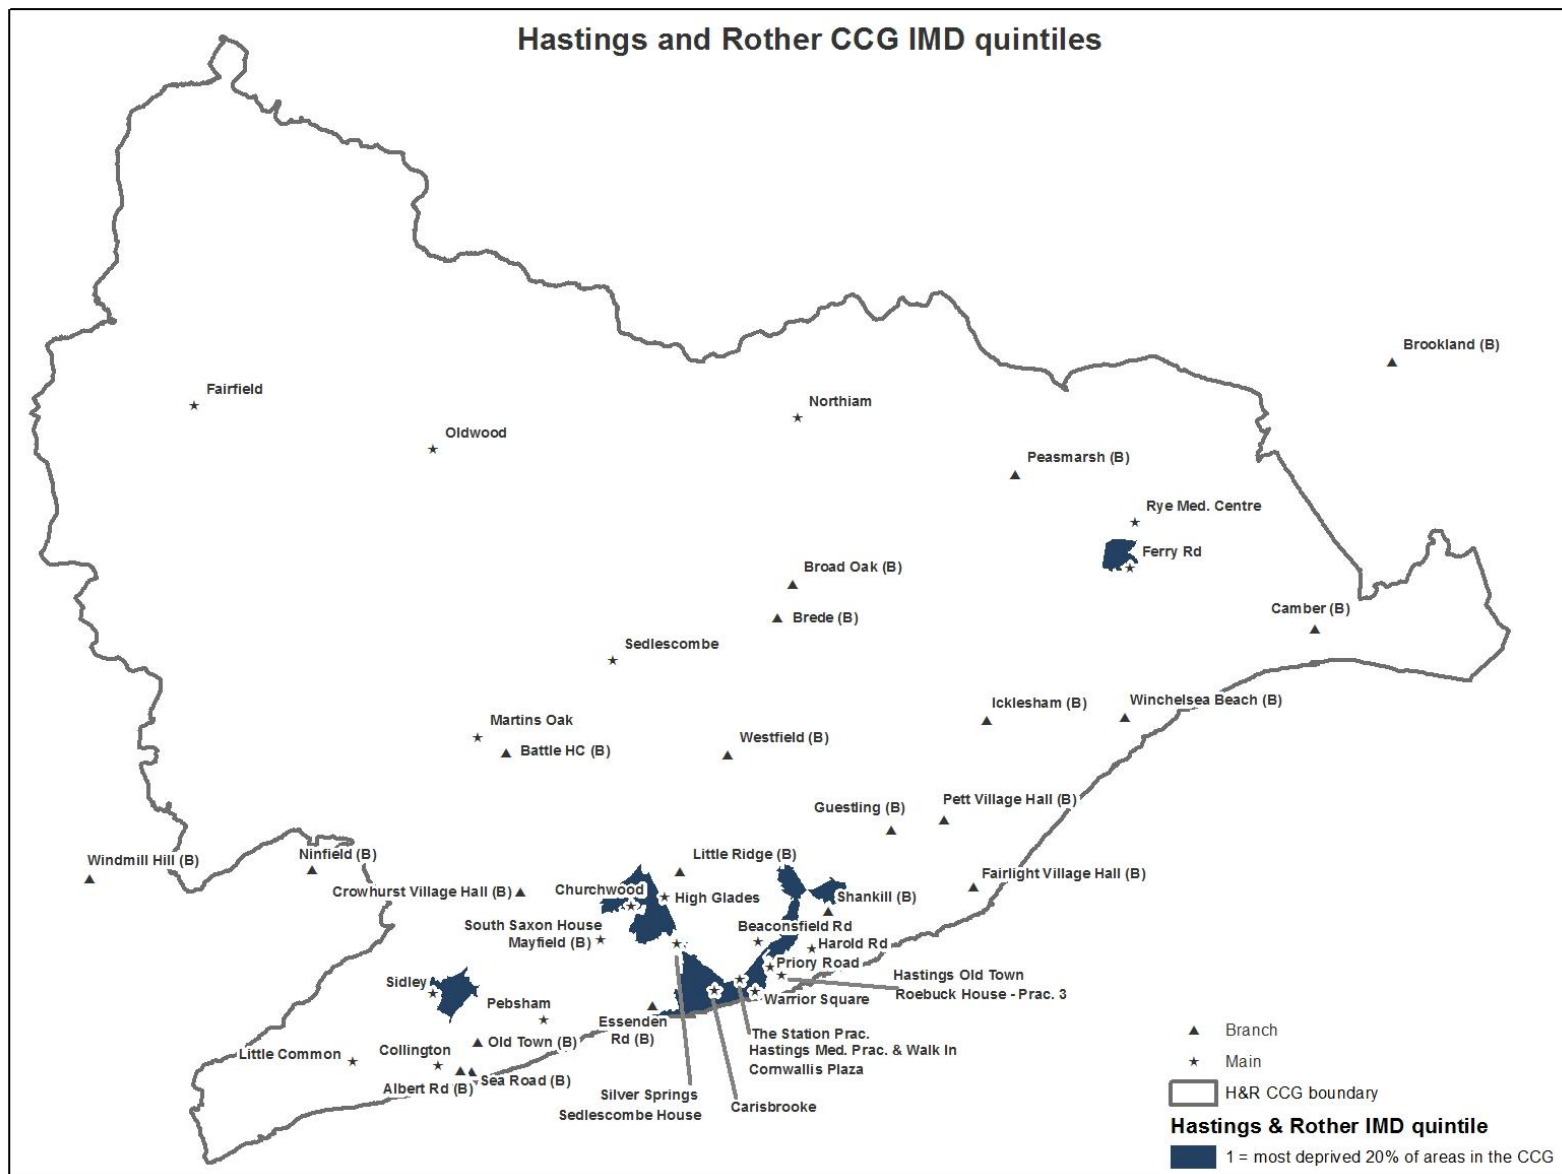 Hastings and Rother CCG IMD quintiles
Brookland (B)
Fairfield
Northiam
Oldwood
Peasmarsh (B)
Rye Med. Centre
Ferry Rd
Broad Oak (B)
Camber (B)
Brede (B)
Sedlescombe
Icklesham (B)
Winchelsea Beach (B)
Martins Oak
Battle HC (B)
Westfield (B)
Pett Village Hall (B)
Guestling (B)
Windmill Hill (B)
Ninfield (B)
Little Ridge (B)
Fairlight Village Hall (B)
Crowhurst Village Hall (B)
Churchwood
High Glades
Shankill (B)
South Saxon House
Mayfield (B)
Beaconsfield Rd
Harold Rd
Priory Road
Hastings Old Town
Roebuck House - Prac. 3
Sidley
Pebsham
Warrior Square
Essenden
Rd (B)
The Station Prac.
Hastings Med. Prac. & Walk In
Cornwallis Plaza
Old Town (B)
Little Common
Collington
Albert Rd (B)
Sea Road (B)
Silver Springs
Sedlescombe House
Carisbrooke
Branch
Main
H&R CCG boundary
Hastings & Rother IMD quintile
1 = most deprived 20% of areas in the CCG